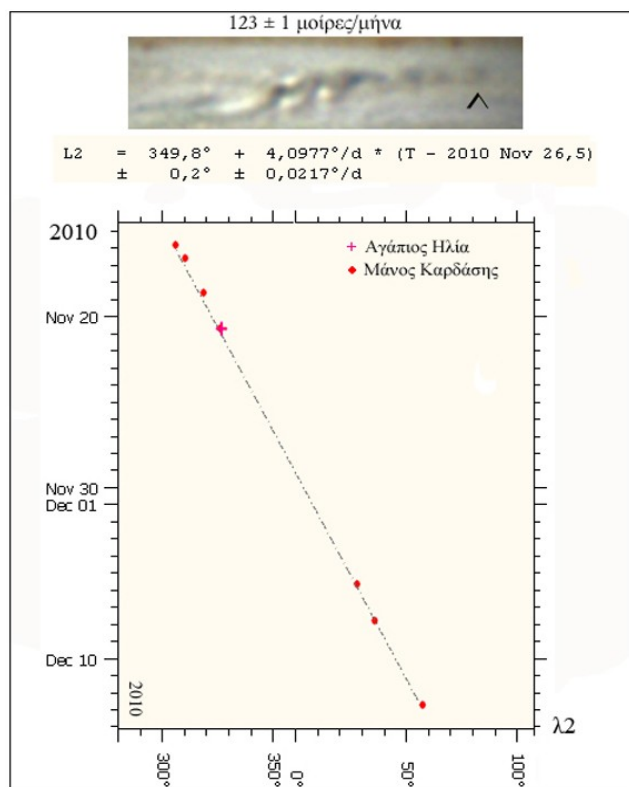 123 ± 1 μοίρες/μήνα
L2 = 349,8° + 4,0977°/d * (T - 2010 Nov 26,5)
± 0,2° ± 0,0217°/d
2010
+ Αγάπιος Ηλία
Μάνος Καρδάσης
Nov 20
Nov 30
Dec 01
Dec 10
2010
λ2
300° 350° 0° 50° 100°